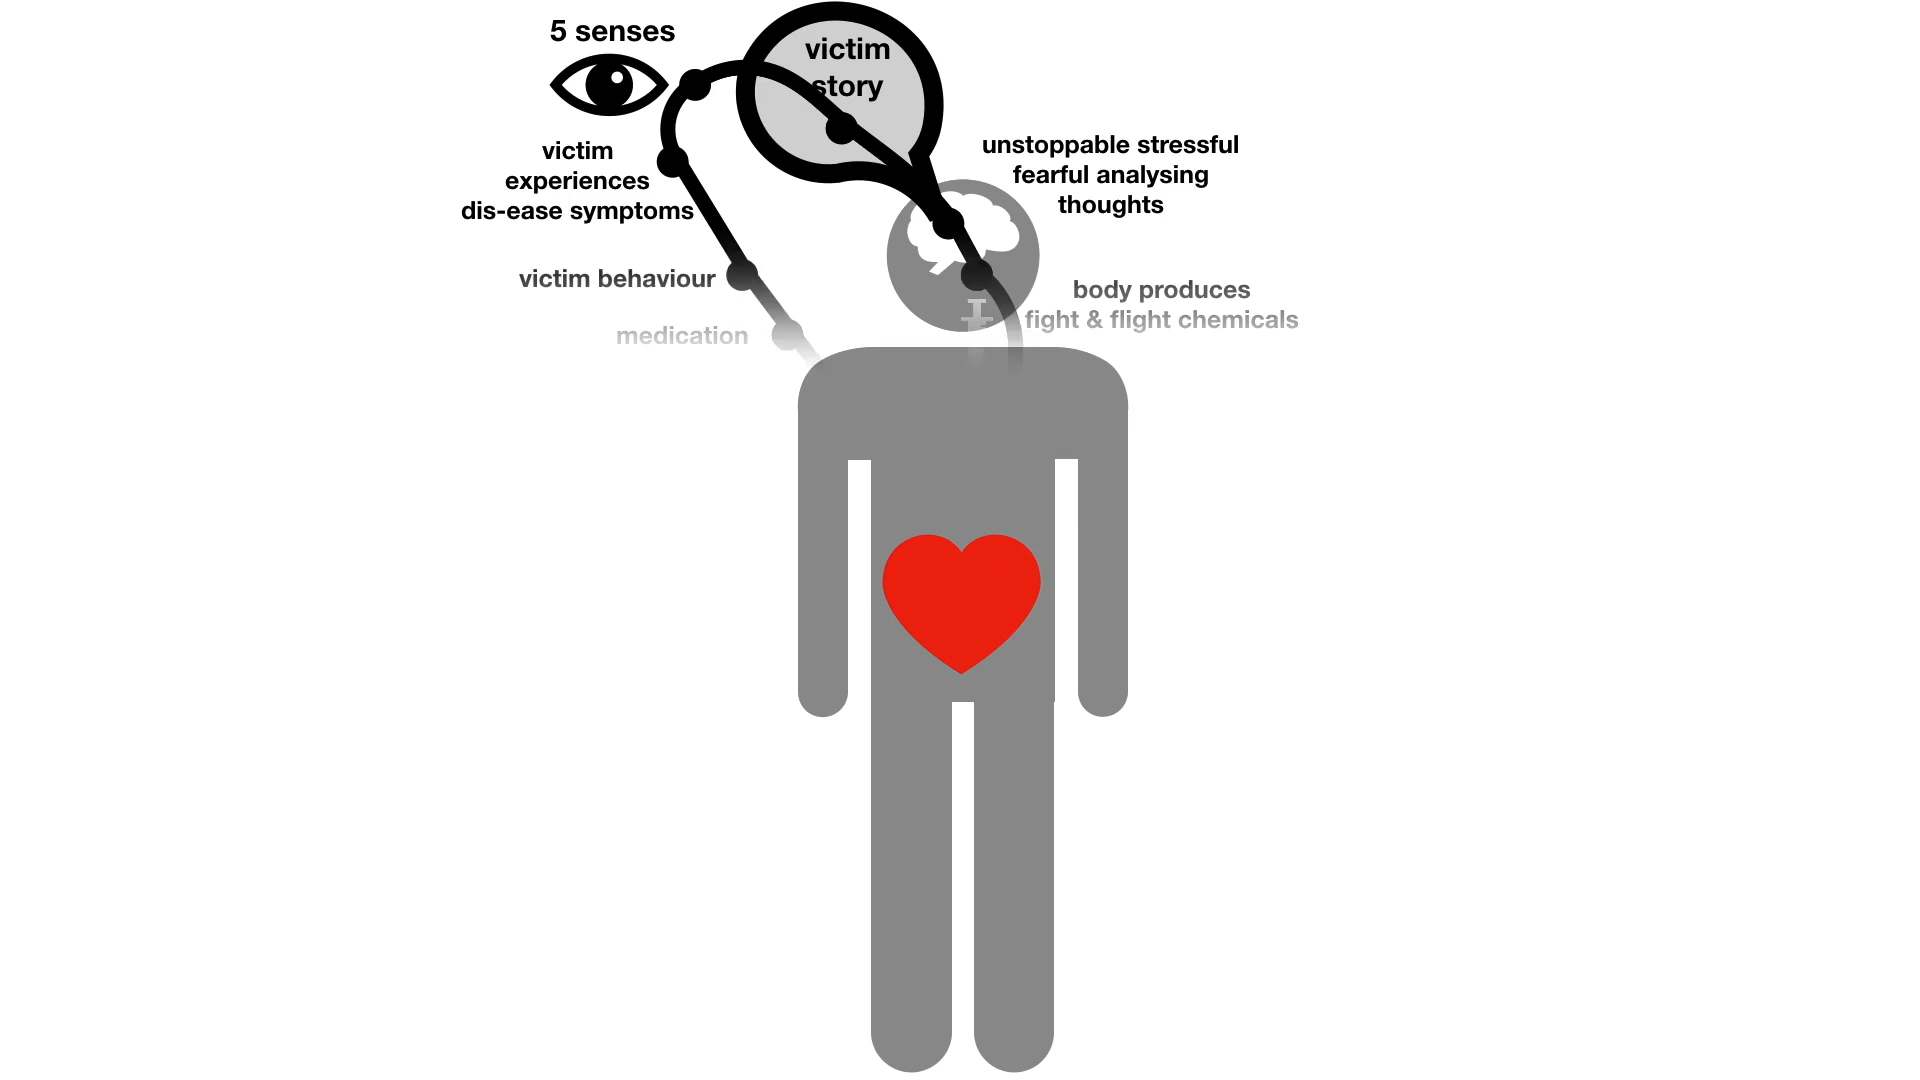 5 senses
victim
story
unstoppable stressful
fearful analysing
thoughts
victim
experiences
dis-ease symptoms
victim behaviour
body produces
fight & flight chemicals
medication